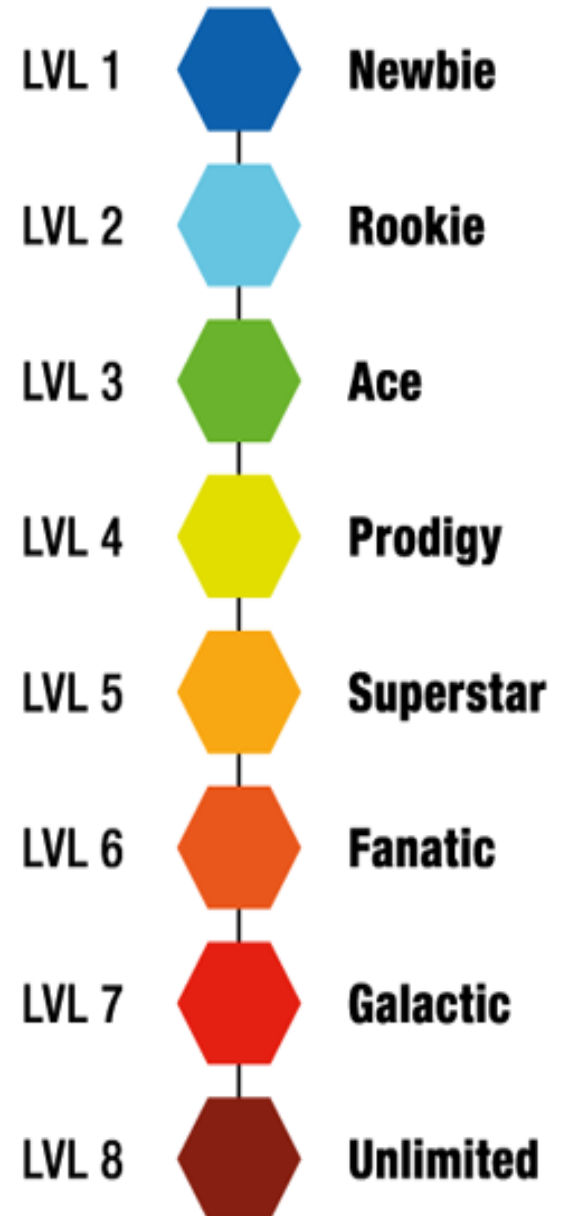 LVL 1 Newbie
LVL 2 Rookie
LVL 3 Ace
LVL 4 Prodigy
LVL 5 Superstar
LVL 6 Fanatic
LVL 7 Galactic
LVL 8 Unlimited